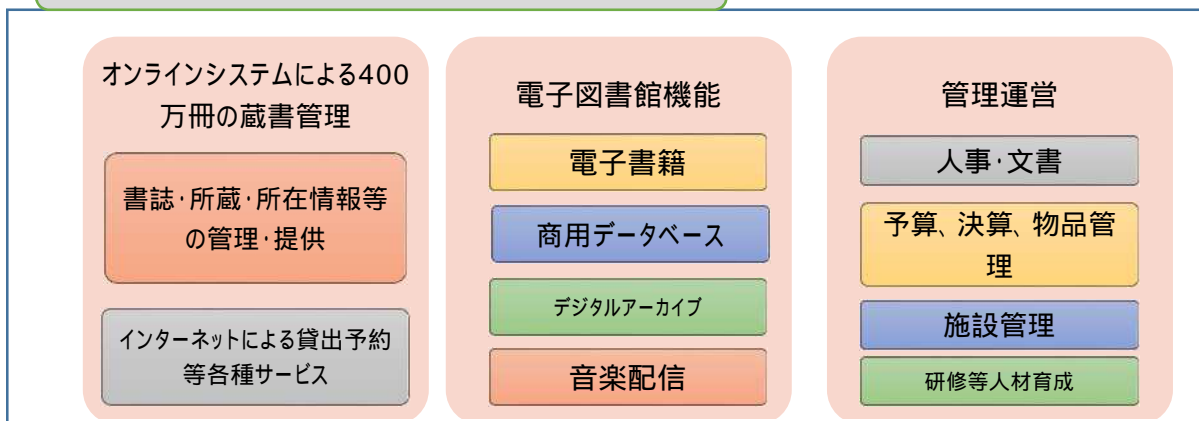 オンラインシステムによる400
万冊の蔵書管理
書誌・所蔵・所在情報等
の管理・提供
インターネットによる貸出予約
等各種サービス
電子図書館機能
電子書籍
商用データベース
デジタルアーカイブ
音楽配信
管理運営
人事・文書
予算、決算、物品管
理
施設管理
研修等人材育成